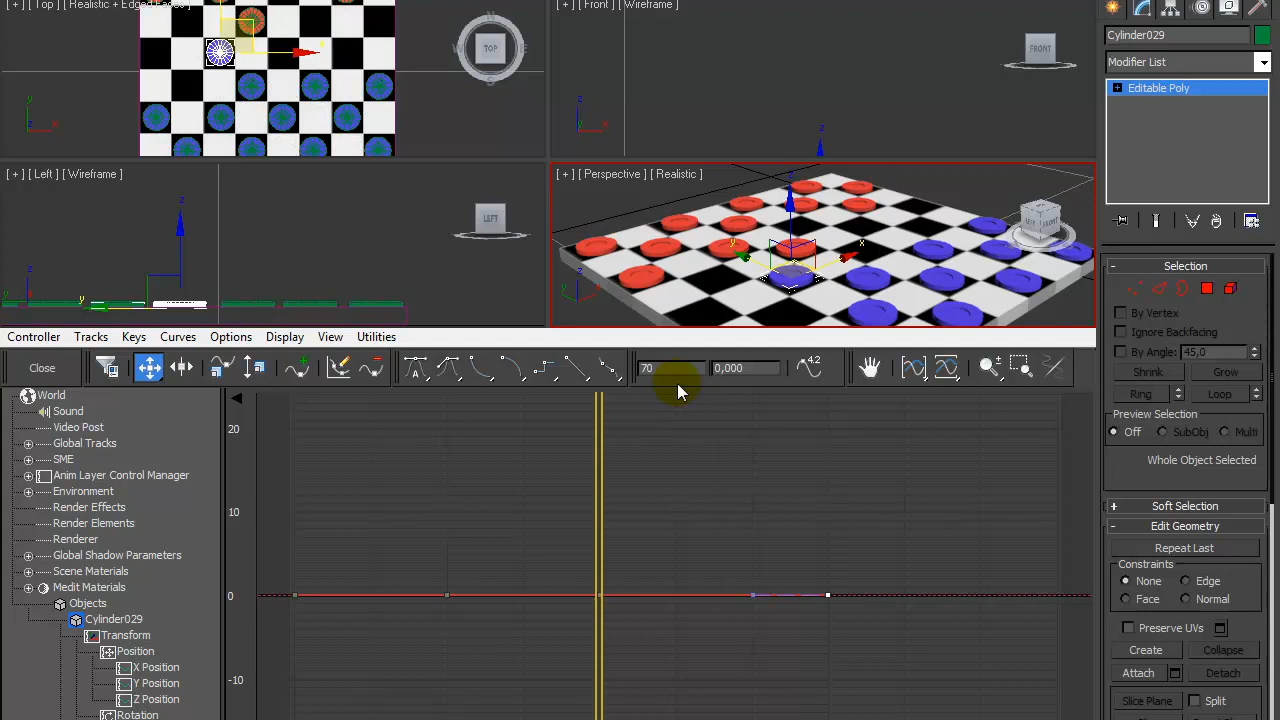 [ + ] [ Top ] [ Realistic + Edged Faces ]
[ + ] [ Front ] [ Wireframe ]
N
W
TOP
E
S
FRONT
x
y
z
x
z
x
z
Cylinder029
Modifier List
Editable Poly
[ + ] [ Left ] [ Wireframe ]
LEFT
z
z
y
y
[ + ] [ Perspective ] [ Realistic ]
z
y
x
LEFT
FRONT
z
Selection
By Vertex
Ignore Backfacing
By Angle: 45,0
Shrink
Grow
Ring
Loop
Preview Selection
Off
SubObj
Multi
Whole Object Selected
Soft Selection
Edit Geometry
Repeat Last
Constraints
None
Edge
Face
Normal
Preserve UVs
Create
Collapse
Attach
Detach
Slice Plane
Split
Controller Tracks Keys Curves Options Display View Utilities
Close
70
0,000
4.2
World
Sound
Video Post
Global Tracks
SME
Anim Layer Control Manager
Environment
Render Effects
Render Elements
Renderer
Global Shadow Parameters
Scene Materials
Medit Materials
Objects
Cylinder029
Transform
Position
X Position
Y Position
Z Position
Rotation
20
10
0
-10